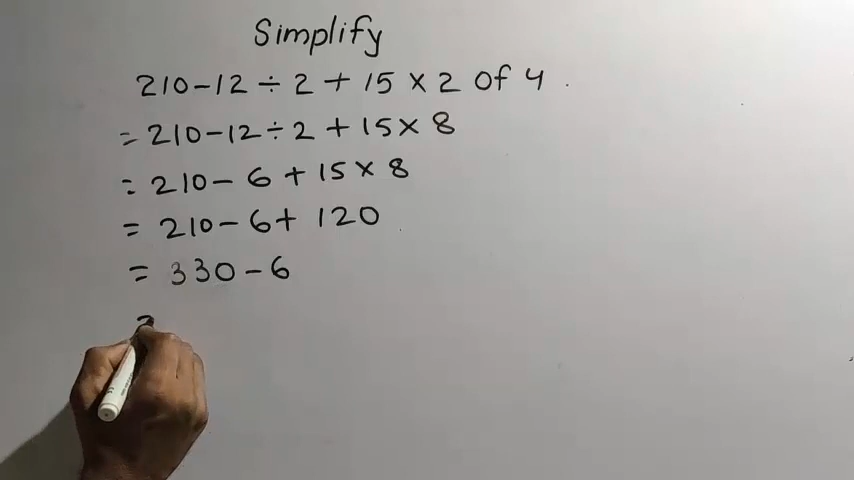 Simplify
210-12÷2+15×2 Of 4
=210-12÷2+15×8
=210-6+15×8
=210-6+120
=330-6